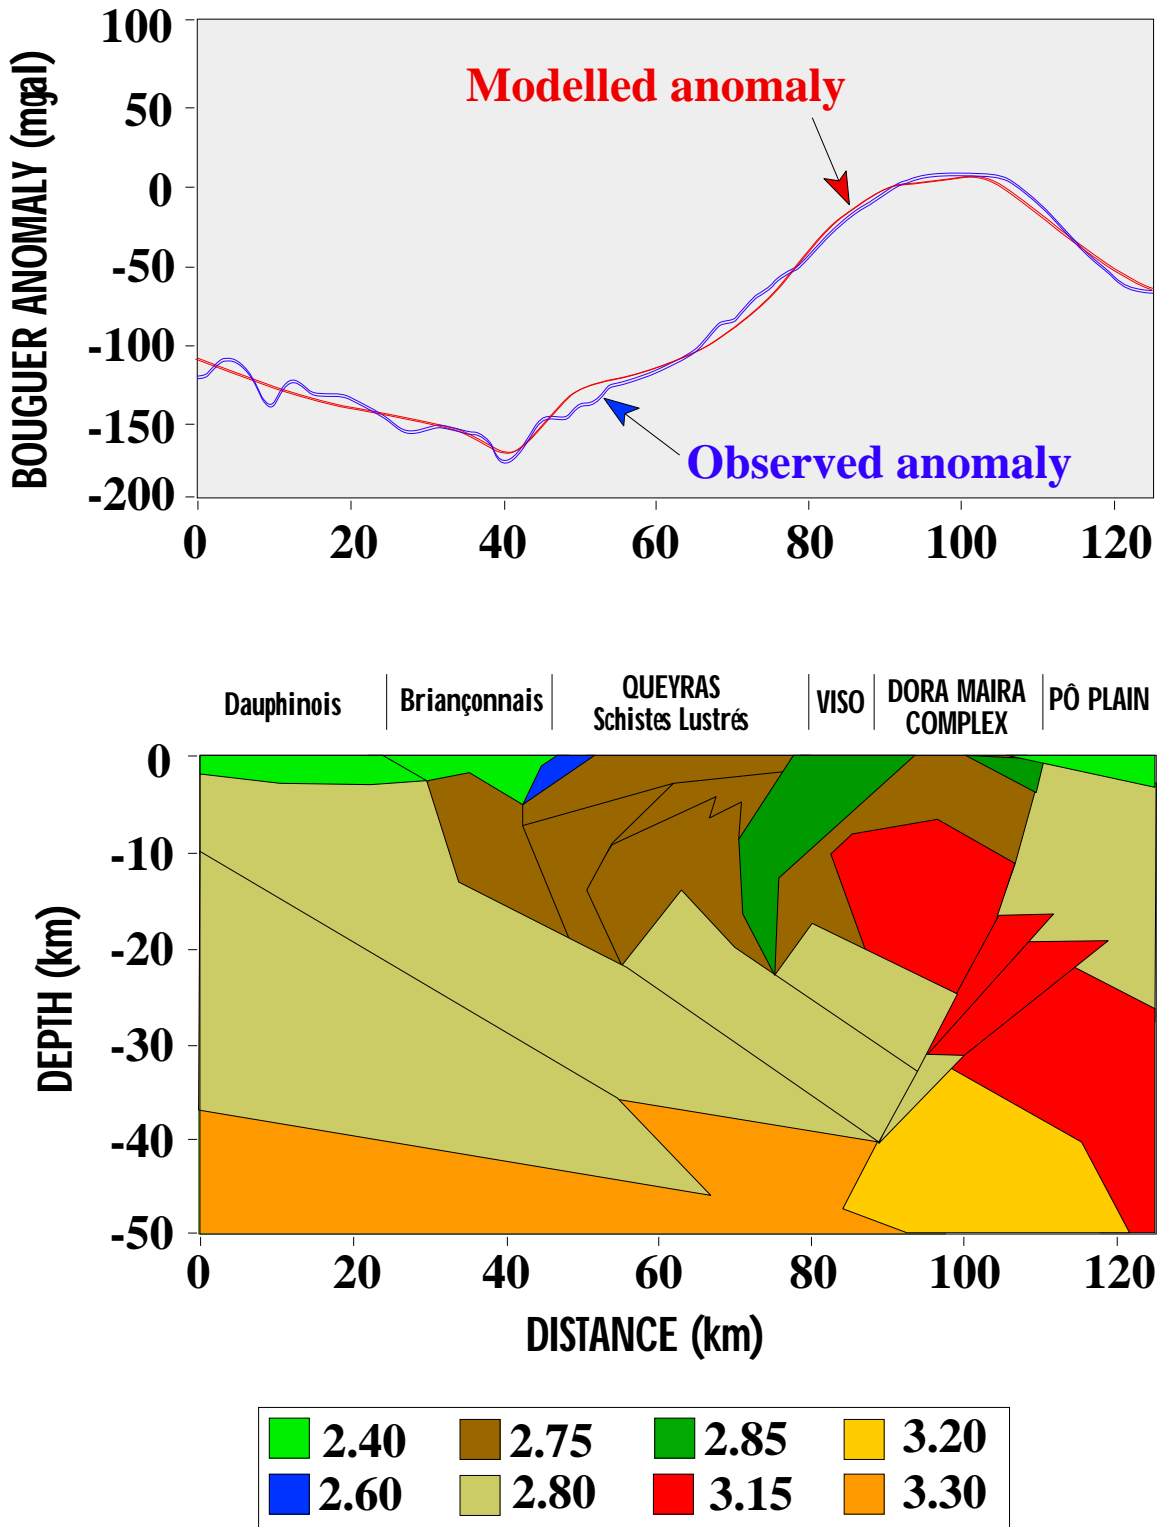 BOUGUER ANOMALY (mgal)
100
50
0
-50
-100
-150
-200
Modelled anomaly
Observed anomaly
0 20 40 60 80 100 120
Dauphinois
Briançonnais
QUEYRAS
Schistes Lustrés
VISO
DORA MAIRA
COMPLEX
PÔ PLAIN
DEPTH (km)
0
-10
-20
-30
-40
-50
0 20 40 60 80 100 120
DISTANCE (km)
2.40 2.75 2.85 3.20
2.60 2.80 3.15 3.30